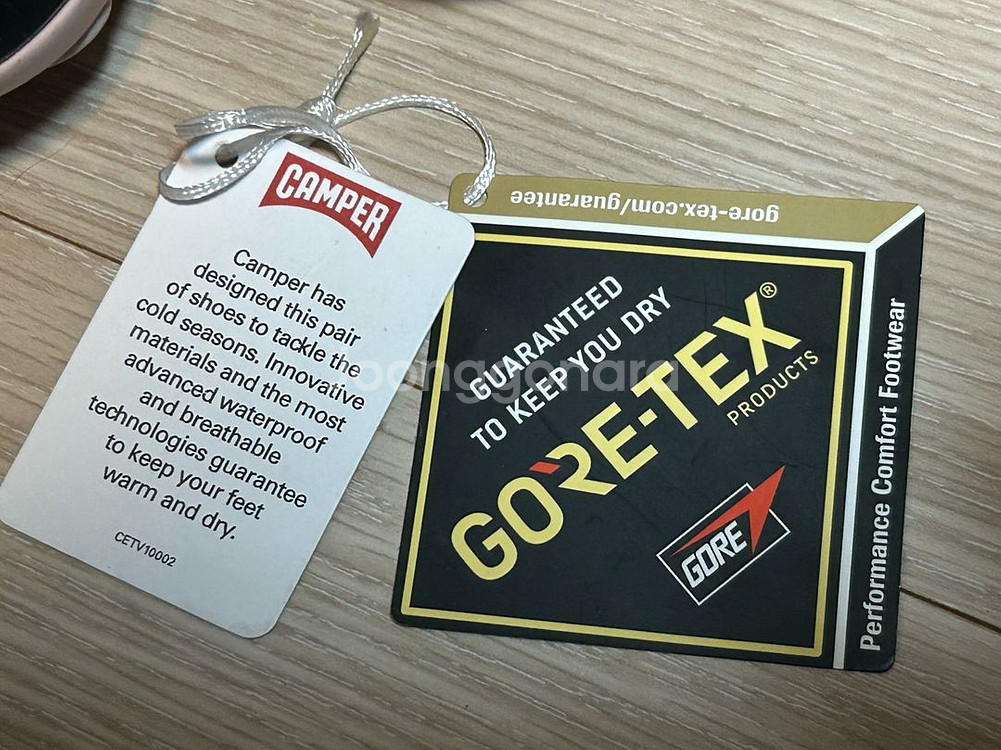 CAMPER
Camper has
designed this pair
of shoes to tackle the
cold seasons. Innovative
materials and the most
advanced waterproof
and breathable
technologies guarantee
to keep your feet
warm and dry.
CETV10002
gore-tex.com/guarantee
GUARANTEED
TO KEEP YOU DRY
GORE-TEX®
PRODUCTS
GORE
Performance Comfort Footwear
joonggonara